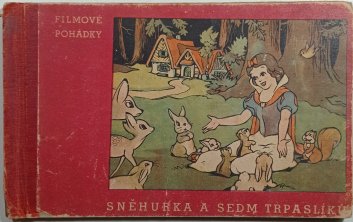 FILMOVÉ
POHÁDKY
SNĚHURKA A SEDM TRPASLÍKŮ